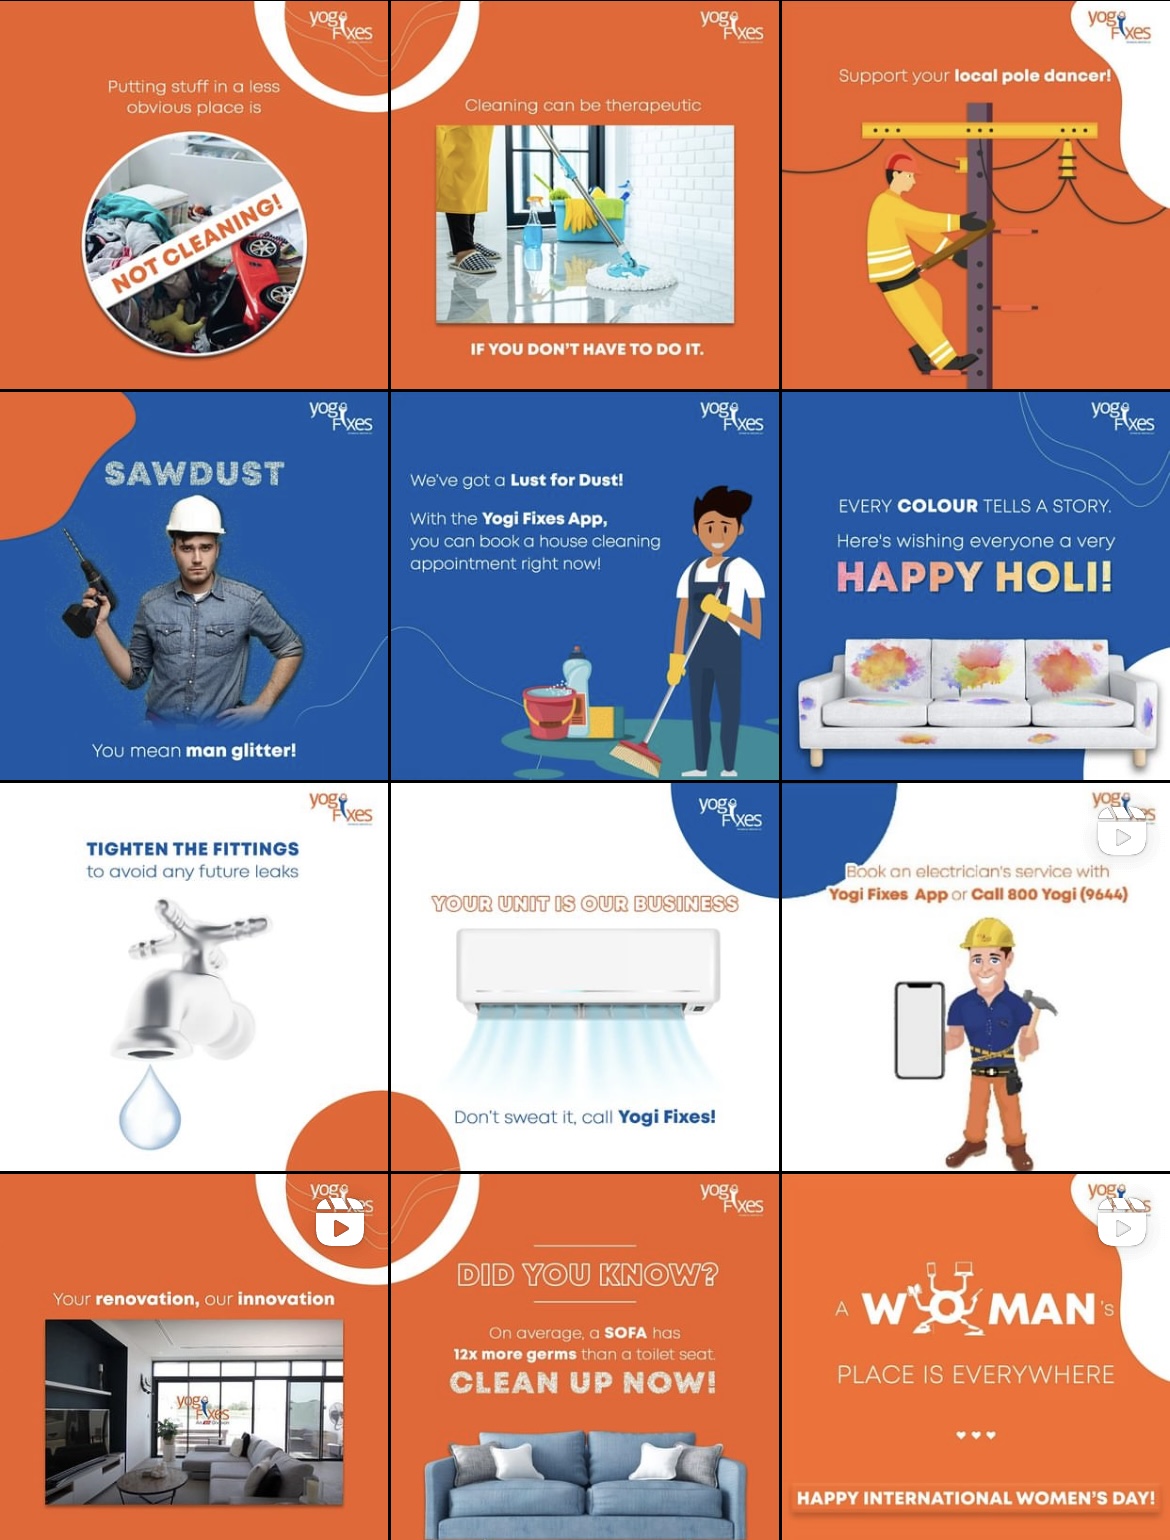 yogi
Fixes
Putting stuff in a less
obvious place is
NOT CLEANING!
yogi
Fixes
Cleaning can be therapeutic
IF YOU DON'T HAVE TO DO IT.
yogi
Fixes
Support your local pole dancer!
yogi
Fixes
SAWDUST
You mean man glitter!
yogi
Fixes
We've got a Lust for Dust!
With the Yogi Fixes App,
you can book a house cleaning
appointment right now!
yogi
Fixes
EVERY COLOUR TELLS A STORY.
Here's wishing everyone a very
HAPPY HOLI!
yogi
Fixes
TIGHTEN THE FITTINGS
to avoid any future leaks
yogi
Fixes
YOUR UNIT IS OUR BUSINESS
Don't sweat it, call Yogi Fixes!
yogi
Fixes
Book an electrician's service with
Yogi Fixes App or Call 800 Yogi (9644)
yogi
Fixes
Your renovation, our innovation
yogi
Fixes
yogi
Fixes
DID YOU KNOW?
On average, a SOFA has
12x more germs than a toilet seat.
CLEAN UP NOW!
yogi
Fixes
A WOMAN's
PLACE IS EVERYWHERE
HAPPY INTERNATIONAL WOMEN'S DAY!